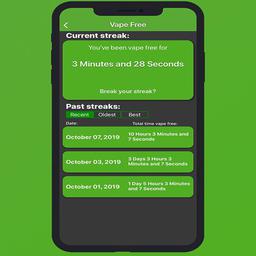 Vape Free
Current streak:
You've been vape free for
3 Minutes and 28 Seconds
Break your streak?
Past streaks:
Recent Oldest Best
Date: Total time vape free:
October 07, 2019 10 Hours 3 Minutes and
7 Seconds
October 03, 2019 3 Days 3 Hours 3
Minutes and 7 Seconds
October 01, 2019 1 Day 5 Hours 3 Minutes
and 7 Seconds